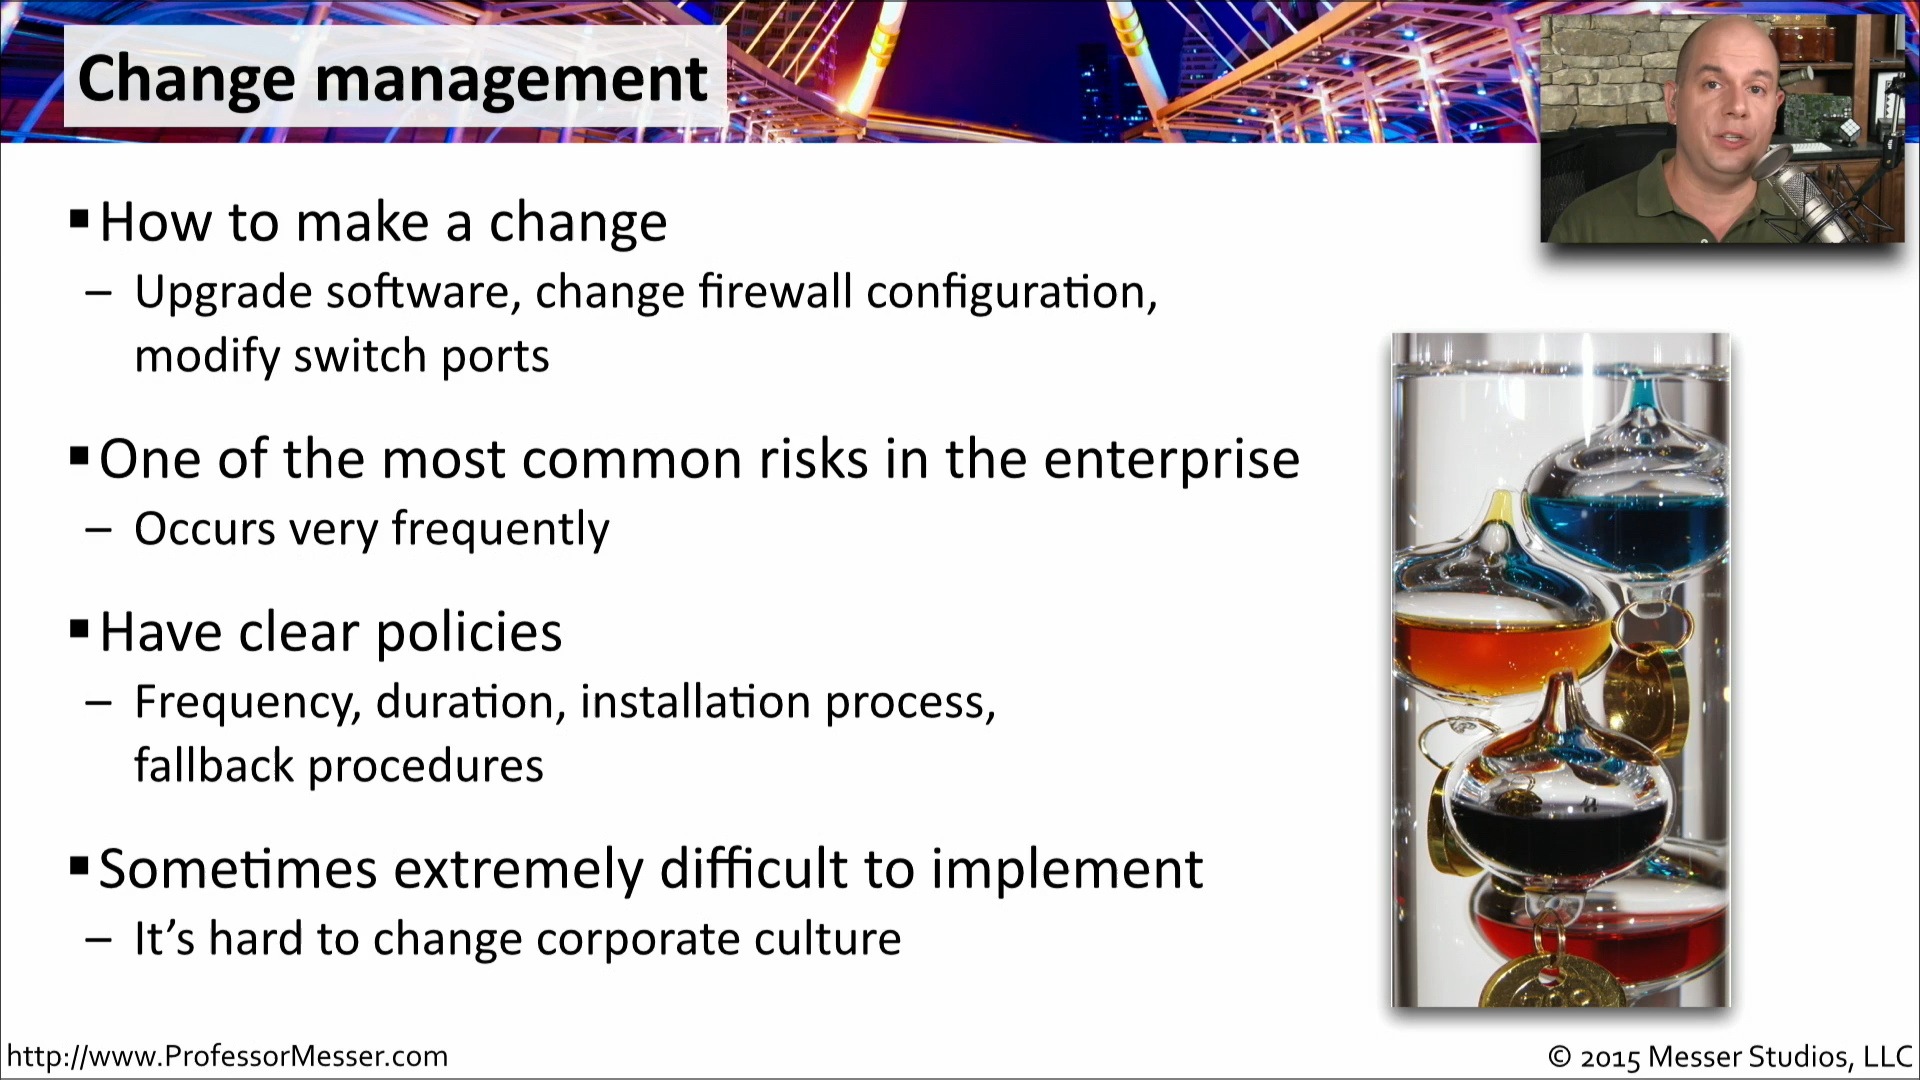 Change management
▪How to make a change
– Upgrade software, change firewall configuration,
modify switch ports
▪One of the most common risks in the enterprise
– Occurs very frequently
▪Have clear policies
– Frequency, duration, installation process,
fallback procedures
▪Sometimes extremely difficult to implement
– It’s hard to change corporate culture
http://www.ProfessorMesser.com
© 2015 Messer Studios, LLC